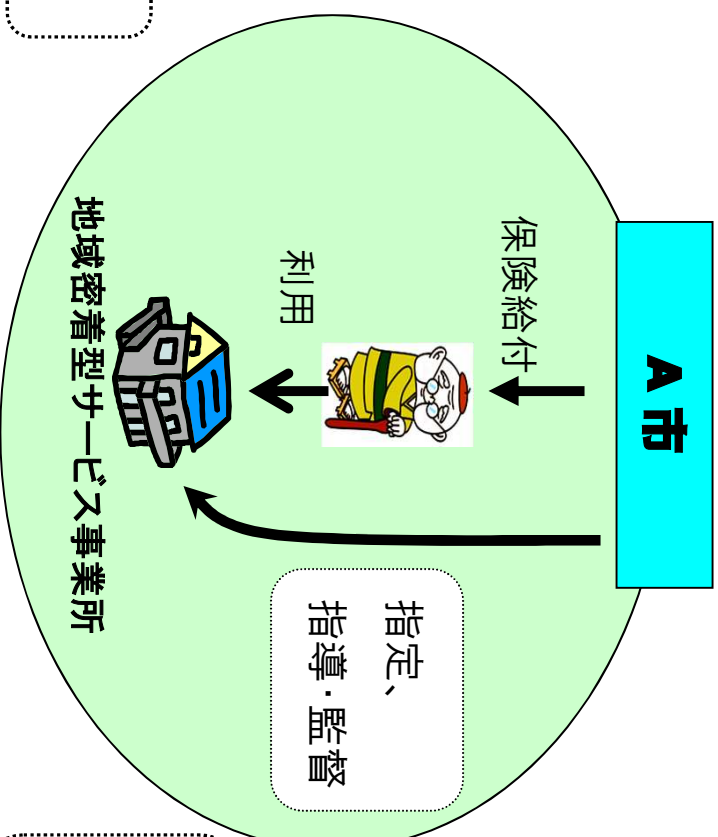 A市
保険給付
利用
指定、
指導・監督
地域密着型サービス事業所